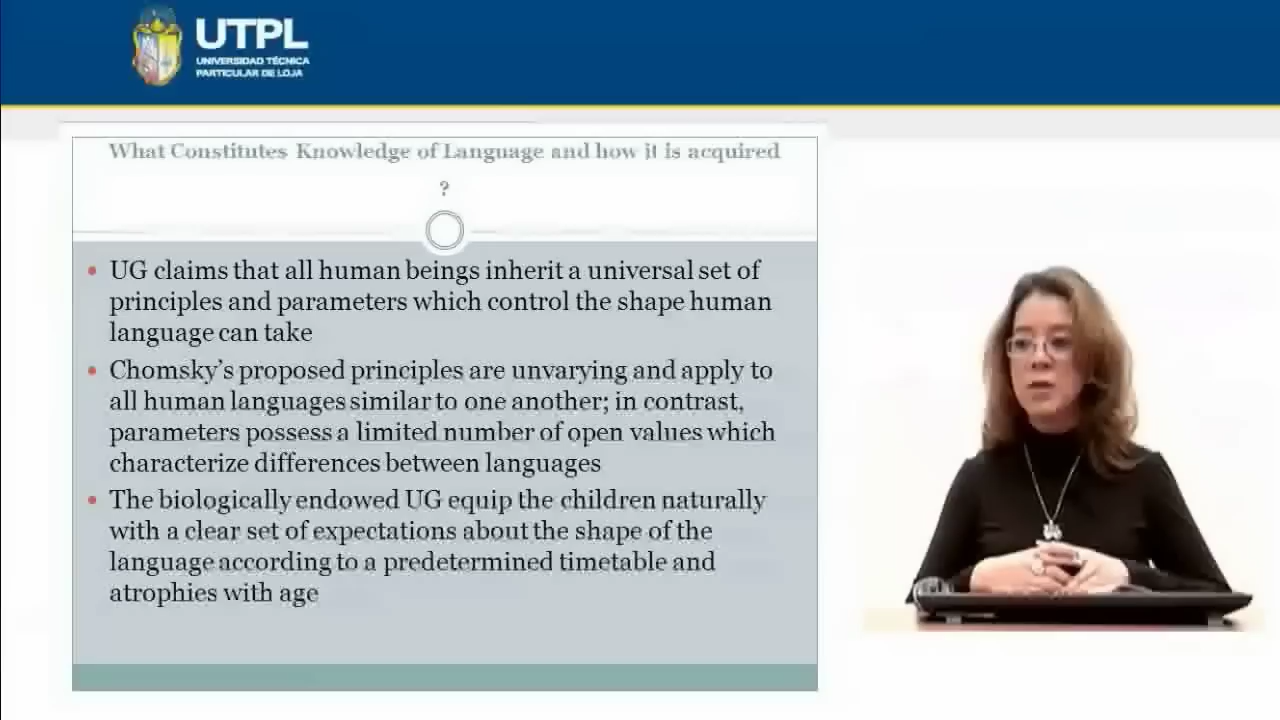 UTPL
UNIVERSIDAD TÉCNICA
PARTICULAR DE LOJA
What Constitutes Knowledge of Language and how it is acquired
?
• UG claims that all human beings inherit a universal set of
principles and parameters which control the shape human
language can take
• Chomsky's proposed principles are unvarying and apply to
all human languages similar to one another; in contrast,
parameters possess a limited number of open values which
characterize differences between languages
• The biologically endowed UG equip the children naturally
with a clear set of expectations about the shape of the
language according to a predetermined timetable and
atrophies with age